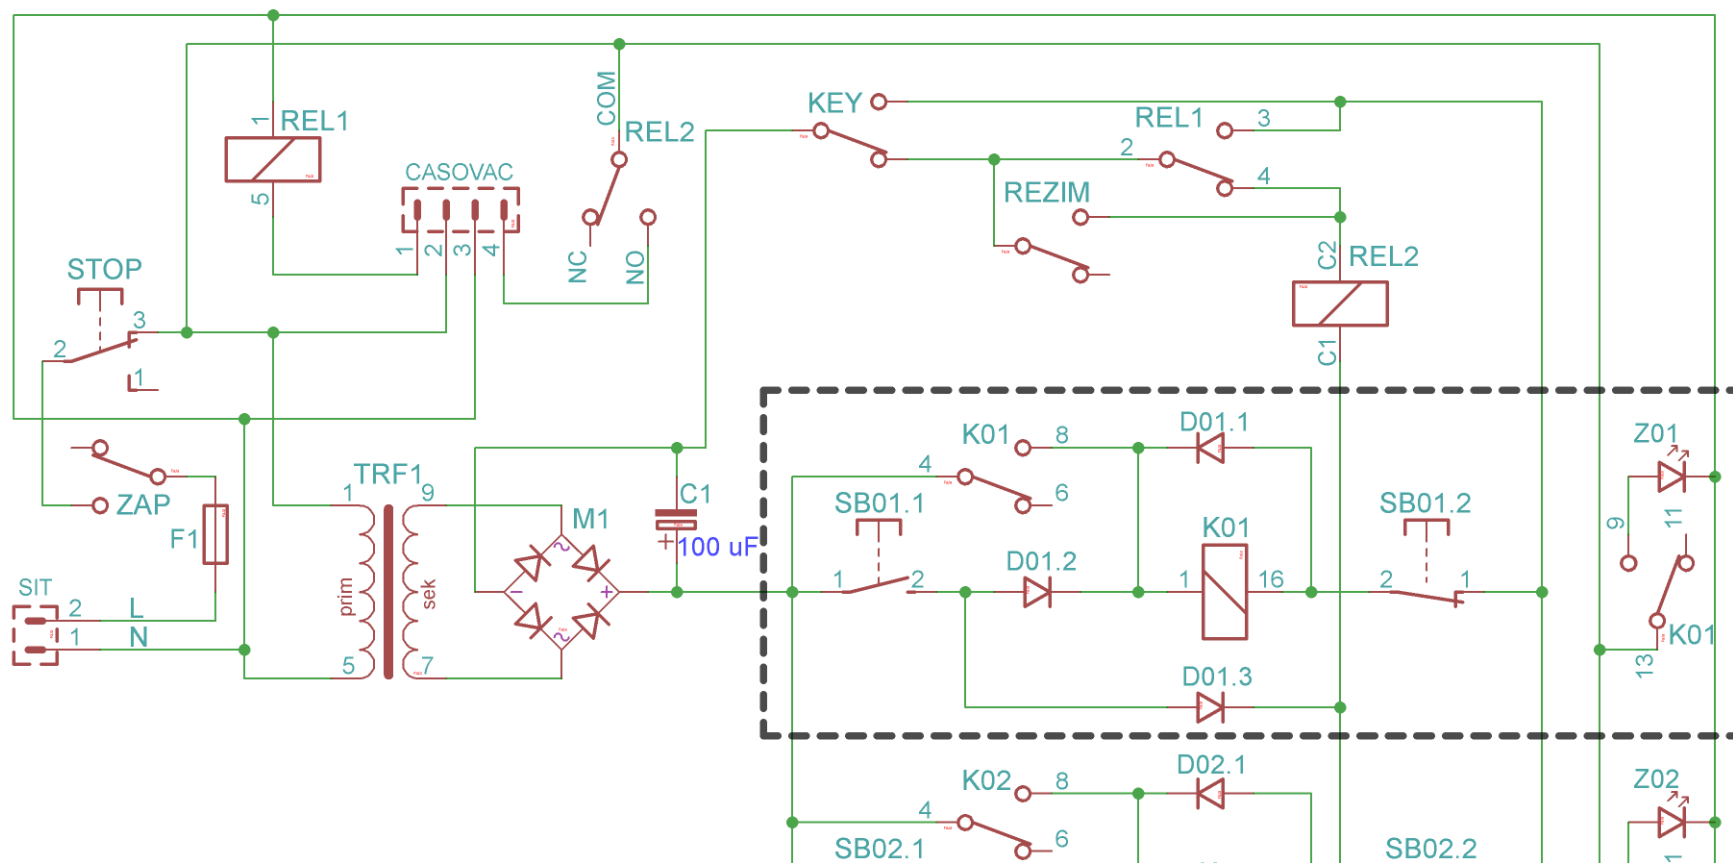 1
REL1
5
COM
REL2
CASOVAC
1
2
3
4
NC
NO
KEY
REL1
3
2
4
REZIM
C2
REL2
C1
STOP
3
2
1
ZAP
F1
SIT
2
L
1
N
TRF1
1
9
prim
sek
5
7
M1
~
-
+
~
C1
+
100 uF
K01
8
4
6
D01.1
SB01.1
1
2
D01.2
K01
1
16
SB01.2
2
1
D01.3
Z01
9
11
K01
13
K02
8
4
6
D02.1
SB02.1
SB02.2
Z02